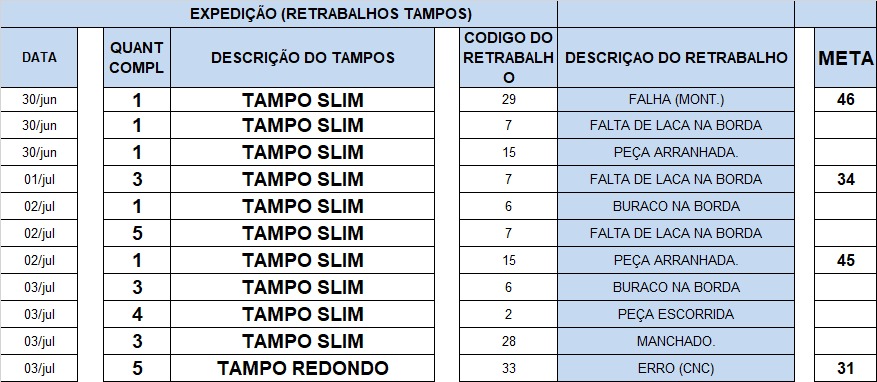 EXPEDIÇÃO (RETRABALHOS TAMPOS)
DATA QUANT COMPL DESCRIÇÃO DO TAMPOS CODIGO DO RETRABALHO DESCRIÇAO DO RETRABALHO META
30/jun 1 TAMPO SLIM 29 FALHA (MONT.) 46
30/jun 1 TAMPO SLIM 7 FALTA DE LACA NA BORDA
30/jun 1 TAMPO SLIM 15 PEÇA ARRANHADA.
01/jul 3 TAMPO SLIM 7 FALTA DE LACA NA BORDA 34
02/jul 1 TAMPO SLIM 6 BURACO NA BORDA
02/jul 5 TAMPO SLIM 7 FALTA DE LACA NA BORDA
02/jul 1 TAMPO SLIM 15 PEÇA ARRANHADA. 45
03/jul 3 TAMPO SLIM 6 BURACO NA BORDA
03/jul 4 TAMPO SLIM 2 PEÇA ESCORRIDA
03/jul 3 TAMPO SLIM 28 MANCHADO.
03/jul 5 TAMPO REDONDO 33 ERRO (CNC) 31